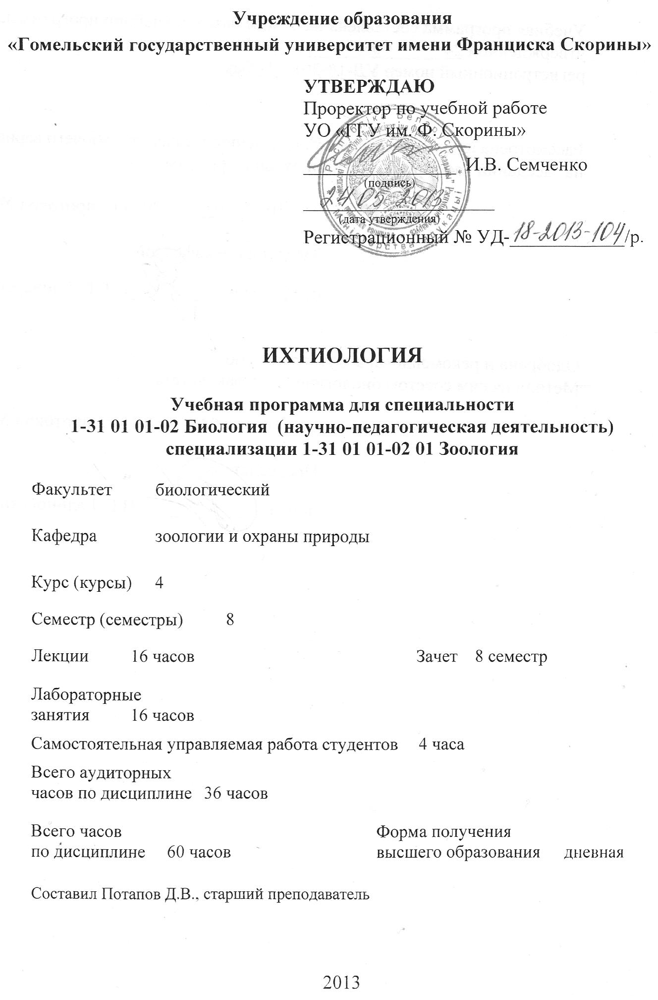 Учреждение образования
«Гомельский государственный университет имени Франциска Скорины»
УТВЕРЖДАЮ
Проректор по учебной работе
УО «ГГУ им. Ф. Скорины»
И.В. Семченко
(подпись)
24 05 2013
(дата утверждения)
Регистрационный № УД-18-2013-104/р.
ИХТИОЛОГИЯ
Учебная программа для специальности
1-31 01 01-02 Биология (научно-педагогическая деятельность)
специализации 1-31 01 01-02 01 Зоология
Факультет биологический
Кафедра зоологии и охраны природы
Курс (курсы) 4
Семестр (семестры) 8
Лекции 16 часов Зачет 8 семестр
Лабораторные
занятия 16 часов
Самостоятельная управляемая работа студентов 4 часа
Всего аудиторных
часов по дисциплине 36 часов
Всего часов Форма получения
по дисциплине 60 часов высшего образования дневная
Составил Потапов Д.В., старший преподаватель
2013